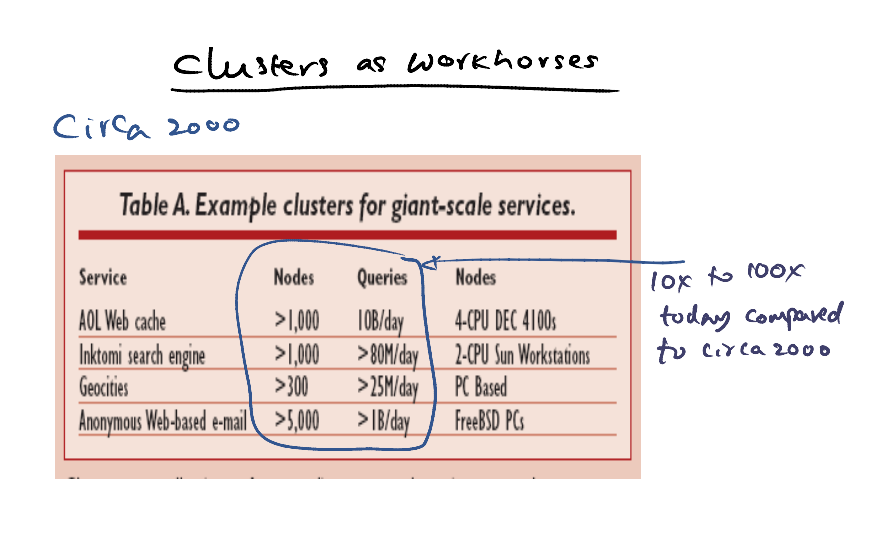 Clusters as workhorses
Circa 2000
Table A. Example clusters for giant-scale services.
Service Nodes Queries Nodes
AOL Web cache >1,000 10B/day 4-CPU DEC 4100s
Inktomi search engine >1,000 >80M/day 2-CPU Sun Workstations
Geocities >300 >25M/day PC Based
Anonymous Web-based e-mail >5,000 >1B/day FreeBSD PCs
10x to 100x
today compared
to circa 2000